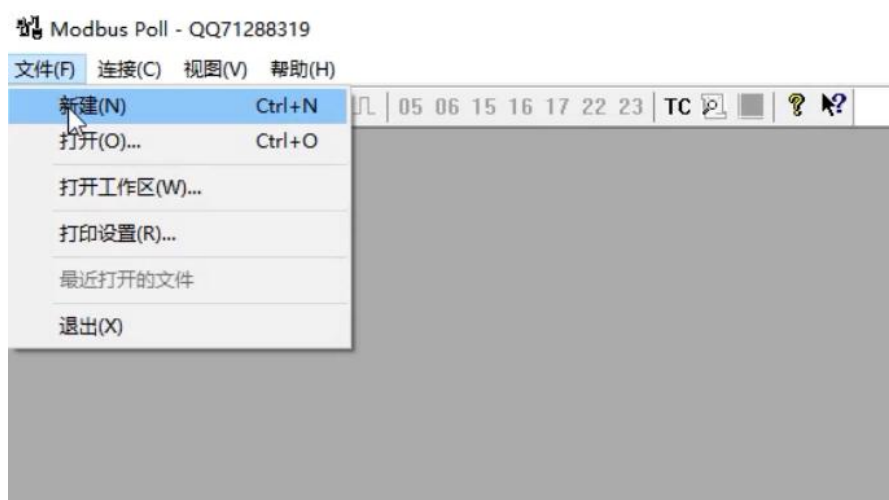 Modbus Poll - QQ71288319
文件(F) 连接(C) 视图(V) 帮助(H)
新建(N) Ctrl+N
05 06 15 16 17 22 23 TC
打开(O)... Ctrl+O
打开工作区(W)...
打印设置(R)...
最近打开的文件
退出(X)